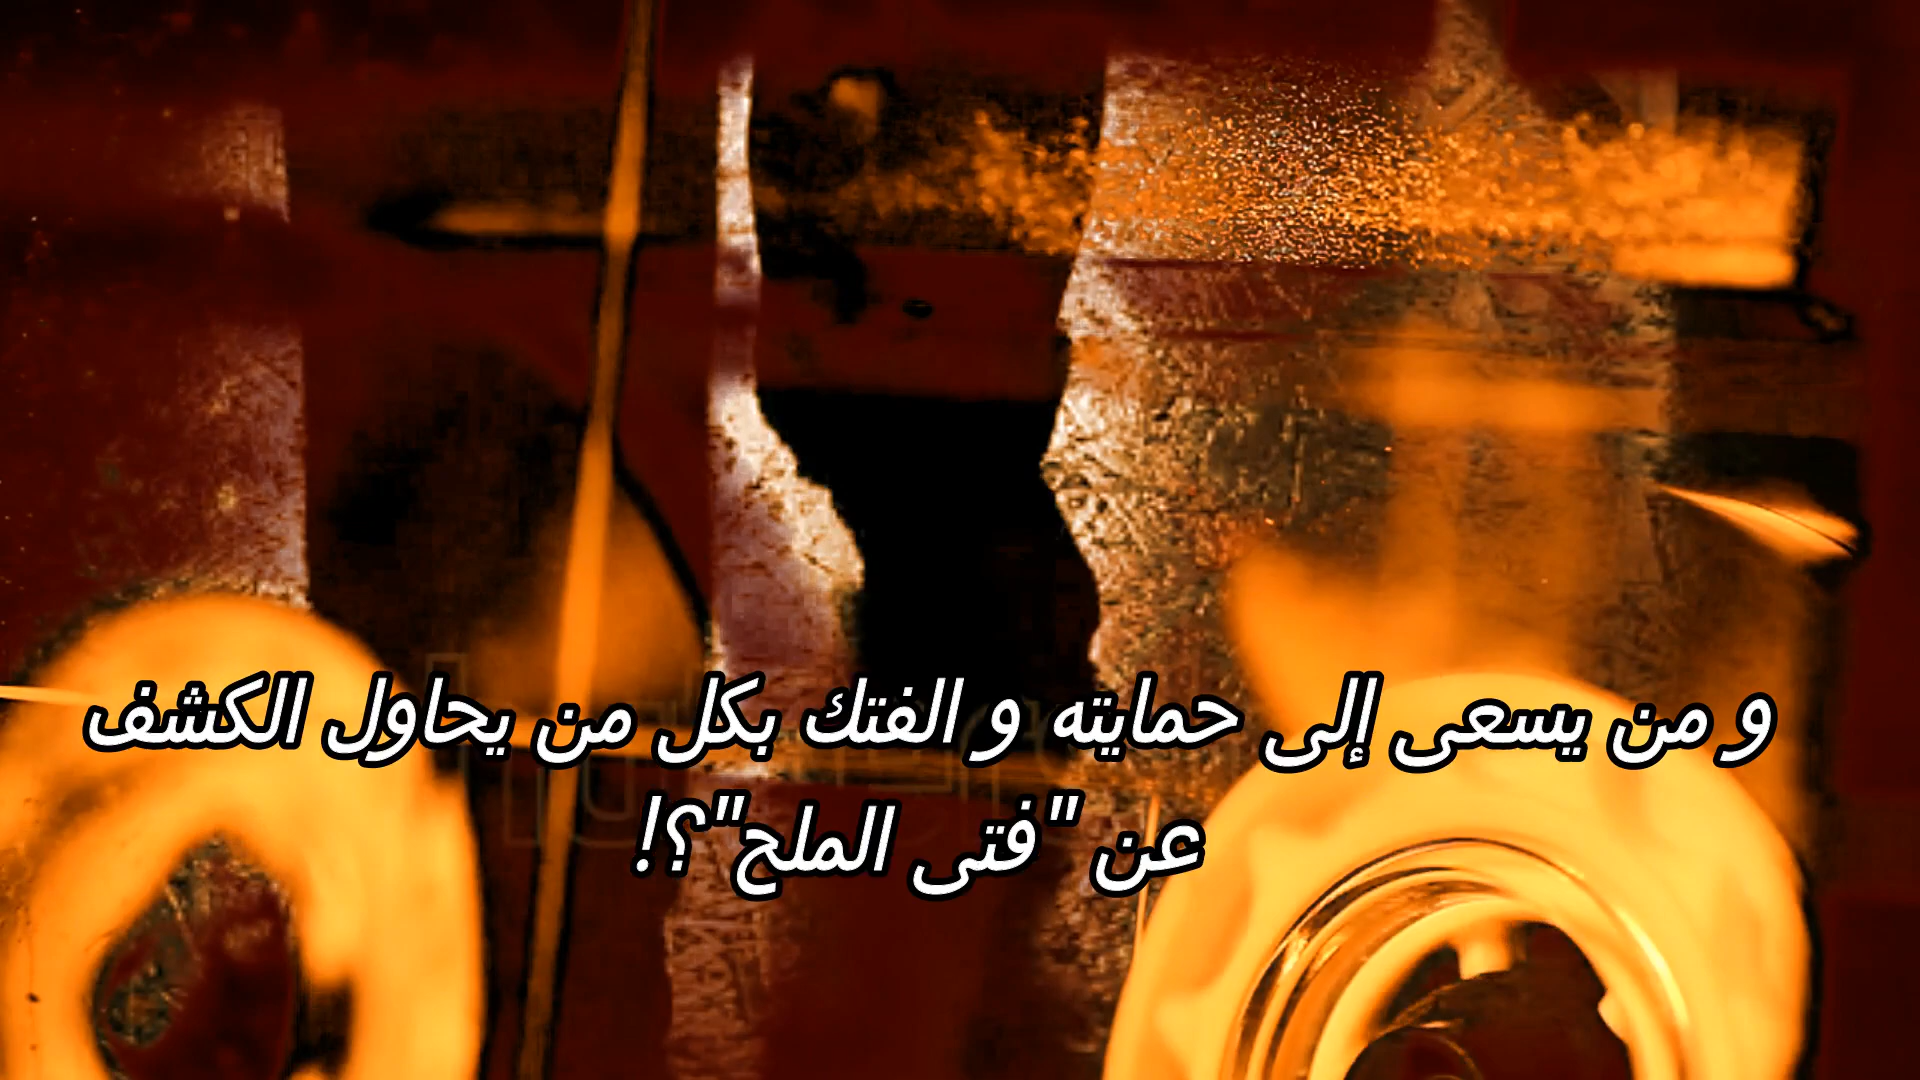 و من يسعى إلى حمايته و الفتك بكل من يحاول الكشف
عن "فتى الملح"؟!